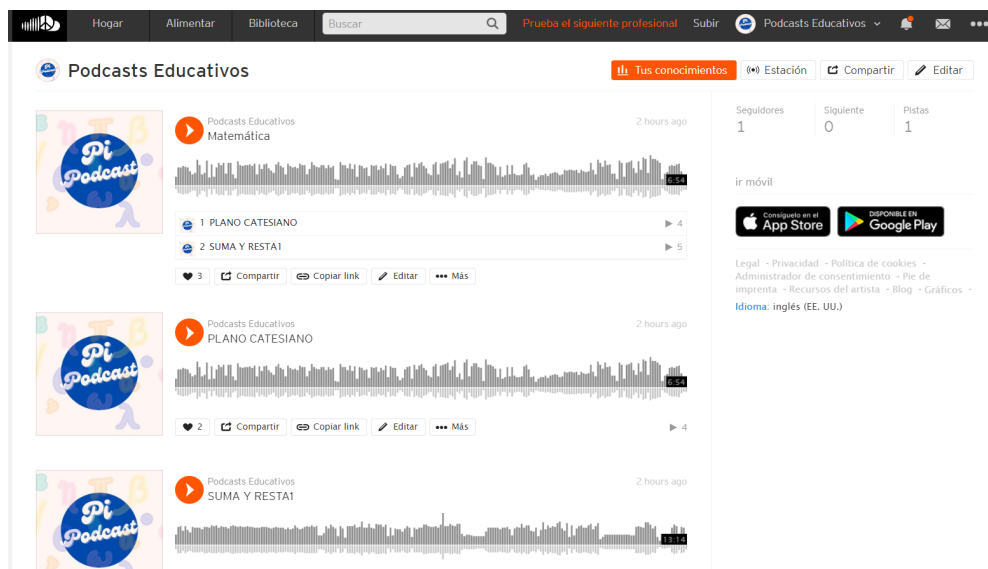 Hogar Alimentar Biblioteca Buscar Prueba el siguiente profesional Subir Podcasts Educativos
Podcasts Educativos
Tus conocimientos Estación Compartir Editar
Pi
Podcast
Podcasts Educativos 2 hours ago
Matemática
6:54
1 PLANO CATESIANO 4
2 SUMA Y RESTA1 5
3 Compartir Copiar link Editar Más
Seguidores Siguiente Pistas
1 0 1
ir móvil
Consíguelo en el App Store
DISPONIBLE EN Google Play
Legal - Privacidad - Política de cookies -
Administrador de consentimiento - Pie de
imprenta - Recursos del artista - Blog - Gráficos -
Idioma: inglés (EE. UU.)
Pi
Podcast
Podcasts Educativos 2 hours ago
PLANO CATESIANO
6:54
2 Compartir Copiar link Editar Más 4
Pi
Podcast
Podcasts Educativos 2 hours ago
SUMA Y RESTA1
13:14